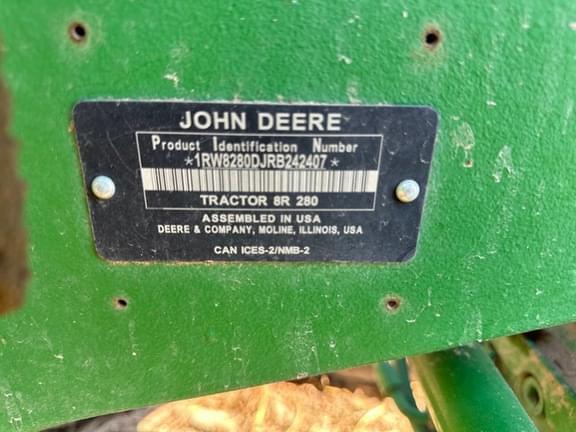 JOHN DEERE
Product Identification Number
*1RW8280DJRB242407*
TRACTOR 8R 280
ASSEMBLED IN USA
DEERE & COMPANY, MOLINE, ILLINOIS, USA
CAN ICES-2/NMB-2